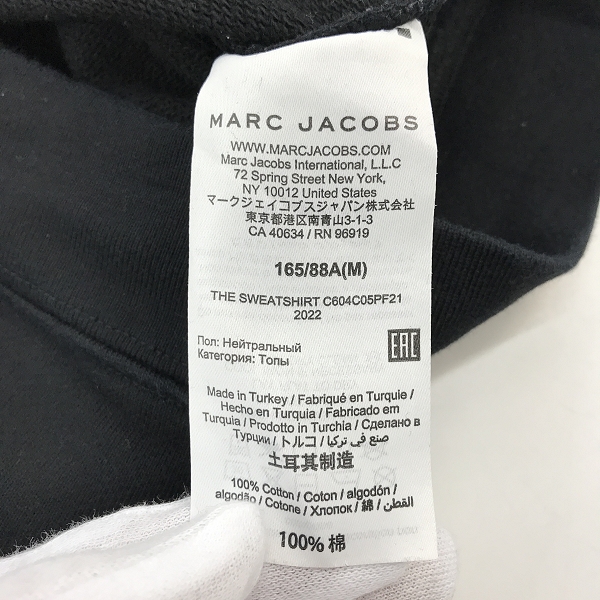 MARC JACOBS
WWW.MARCJACOBS.COM
Marc Jacobs International, L.L.C
72 Spring Street New York,
NY 10012 United States
マークジェイコブスジャパン株式会社
東京都港区南青山3-1-3
CA 40634 / RN 96919
165/88A(M)
THE SWEATSHIRT C604C05PF21
2022
Пол: Нейтральный
Категория: Топы
EAC
Made in Turkey / Fabriqué en Turquie /
Hecho en Turquia / Fabricado em
Turquia / Prodotto in Turchia / Сделано в
Турции / トルコ / صنع في تركيا
土耳其制造
100% Cotton / Coton / algodón /
algodão / Cotone / Хлопок / 綿 / القطن
100% 棉